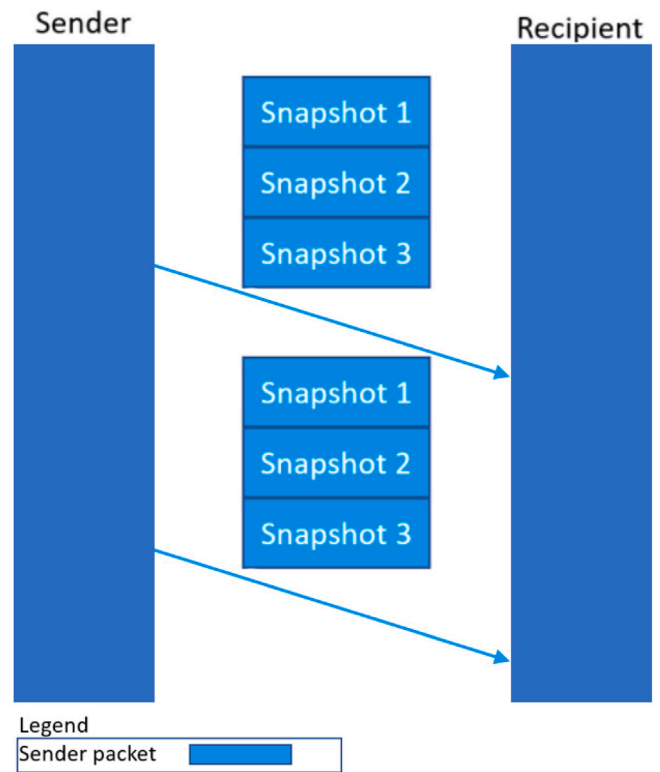 Sender
Recipient
Snapshot 1
Snapshot 2
Snapshot 3
Snapshot 1
Snapshot 2
Snapshot 3
Legend
Sender packet